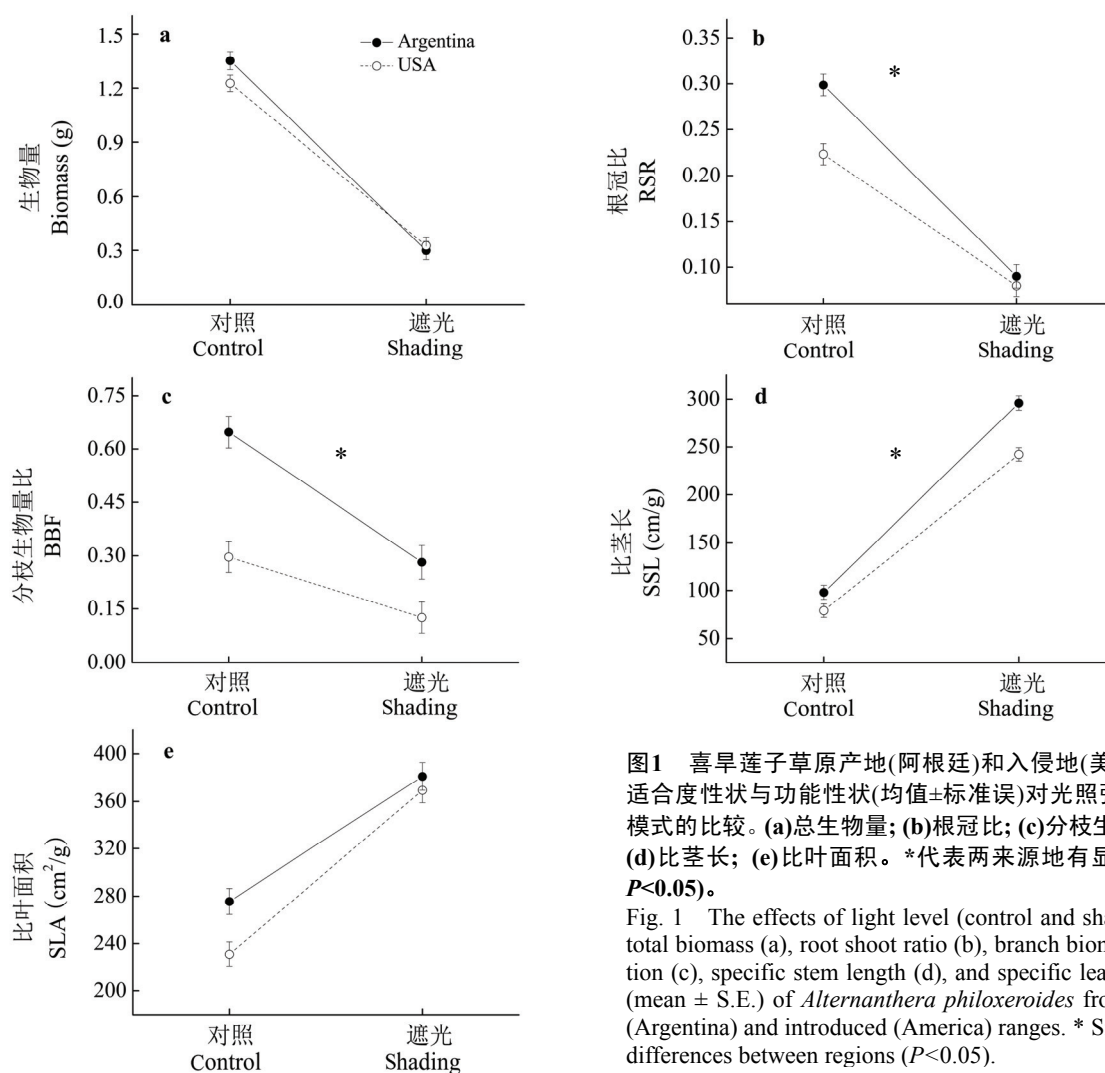 a
Argentina
USA
1.5
1.2
0.9
0.6
0.3
0.0
生物量
Biomass (g)
对照
Control
遮光
Shading
b
*
0.35
0.30
0.25
0.20
0.15
0.10
根冠比
RSR
对照
Control
遮光
Shading
c
*
0.75
0.60
0.45
0.30
0.15
0.00
分枝生物量比
BBF
对照
Control
遮光
Shading
d
*
300
250
200
150
100
50
比茎长
SSL (cm/g)
对照
Control
遮光
Shading
e
400
360
320
280
240
200
比叶面积
SLA (cm²/g)
对照
Control
遮光
Shading
图1 喜旱莲子草原产地(阿根廷)和入侵地(美
适合度性状与功能性状(均值±标准误)对光照强
模式的比较。(a)总生物量; (b)根冠比; (c)分枝生
(d)比茎长; (e)比叶面积。*代表两来源地有显
P<0.05)。
Fig. 1 The effects of light level (control and sha
total biomass (a), root shoot ratio (b), branch biom
tion (c), specific stem length (d), and specific lea
(mean ± S.E.) of Alternanthera philoxeroides fro
(Argentina) and introduced (America) ranges. * S
differences between regions (P<0.05).